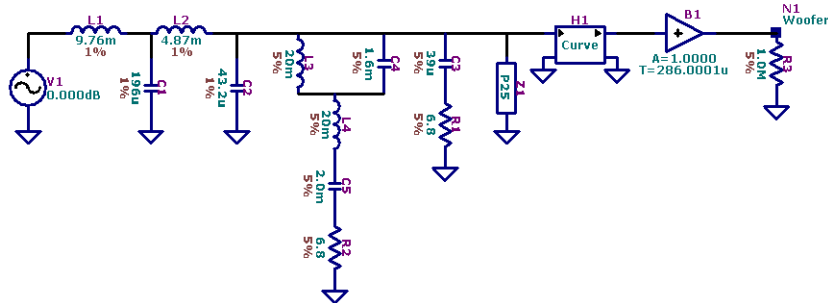 L1
9.76m
1%
L2
4.87m
1%
V1
0.000dB
C1
196u
1%
C2
43.2u
1%
L3
20m
5%
C4
1.6m
5%
L4
20m
5%
C5
2.0m
5%
R2
6.8
5%
C3
39u
5%
R1
6.8
5%
Z1
P25
H1
Curve
B1
A=1.0000
T=286.0001u
N1
Woofer
R3
1.0M
5%